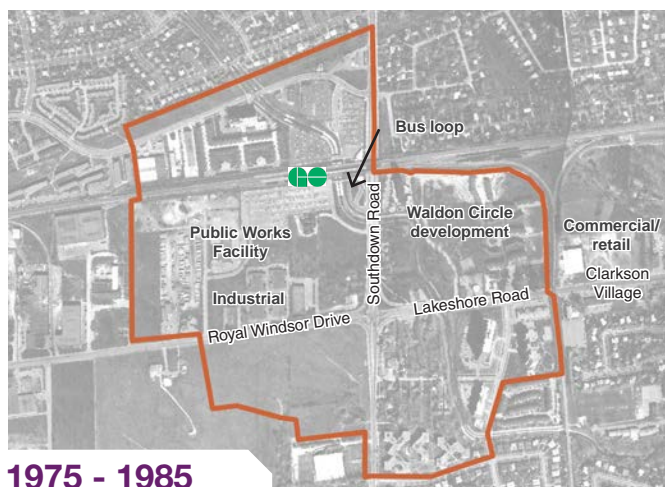 Bus loop
GO
Southdown Road
Waldon Circle
development
Commercial/
retail
Clarkson
Village
Public Works
Facility
Industrial
Lakeshore Road
Royal Windsor Drive
1975 - 1985